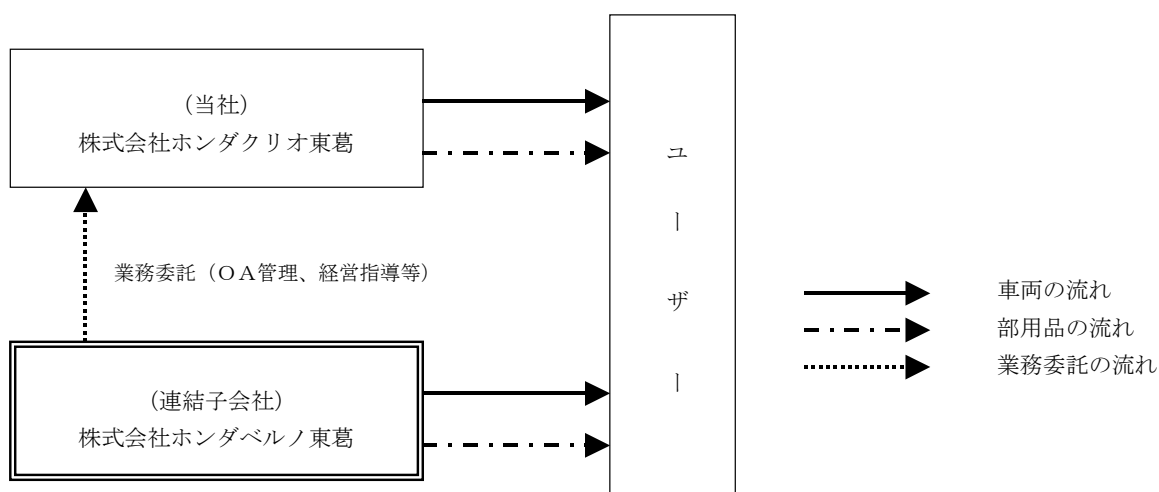 (当社)
株式会社ホンダクリオ東葛
業務委託（ＯＡ管理、経営指導等）
(連結子会社)
株式会社ホンダベルノ東葛
ユーザー
車両の流れ
部用品の流れ
業務委託の流れ